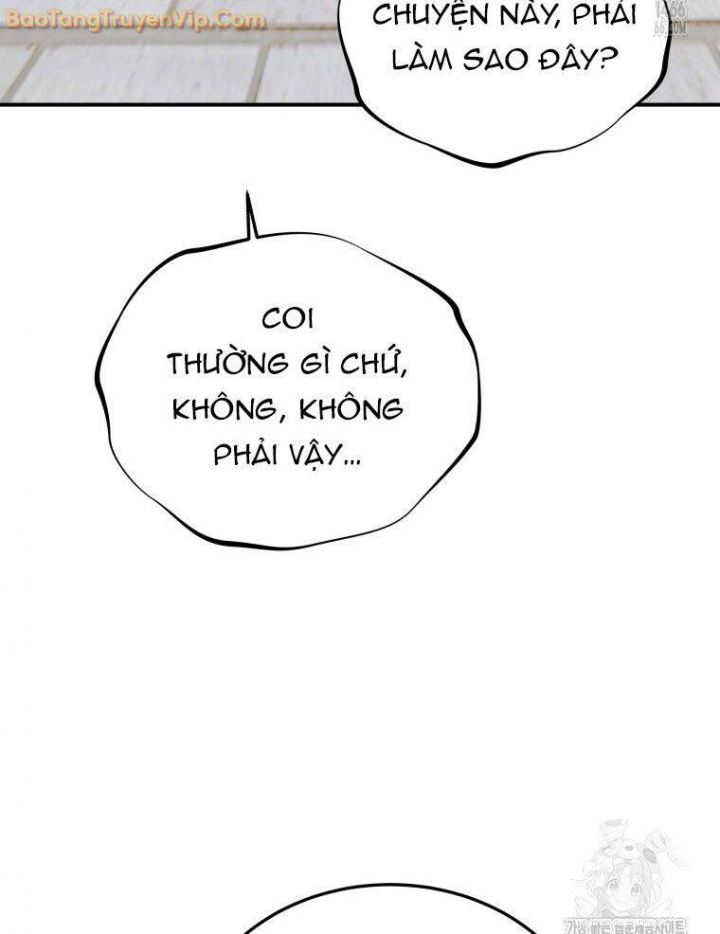 BaoTangTruyenVip.Com
CHUYỆN NÀY, PHẢI
LÀM SAO ĐÂY?
COI
THƯỜNG GÌ CHỨ,
KHÔNG, KHÔNG
PHẢI VẬY...